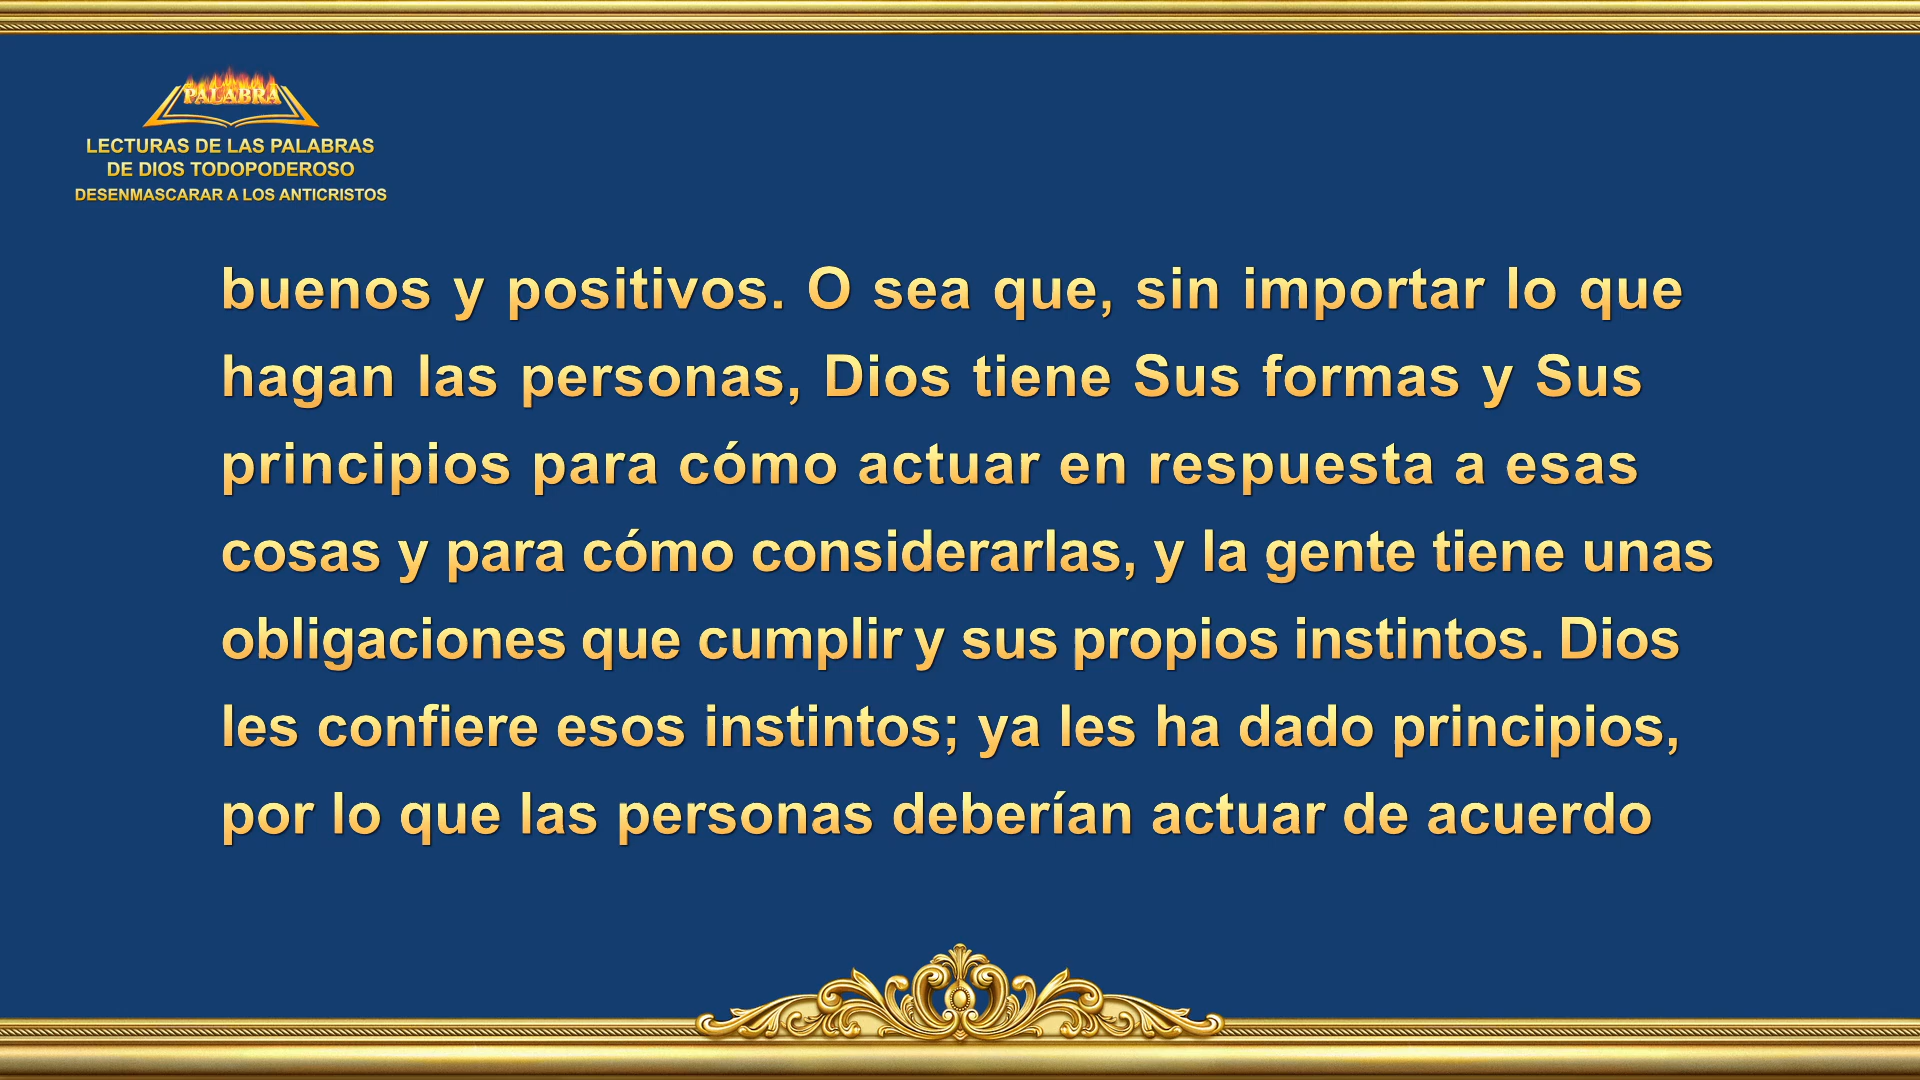 PALABRA
LECTURAS DE LAS PALABRAS
DE DIOS TODOPODEROSO
DESENMASCARAR A LOS ANTICRISTOS
buenos y positivos. O sea que, sin importar lo que
hagan las personas, Dios tiene Sus formas y Sus
principios para cómo actuar en respuesta a esas
cosas y para cómo considerarlas, y la gente tiene unas
obligaciones que cumplir y sus propios instintos. Dios
les confiere esos instintos; ya les ha dado principios,
por lo que las personas deberían actuar de acuerdo